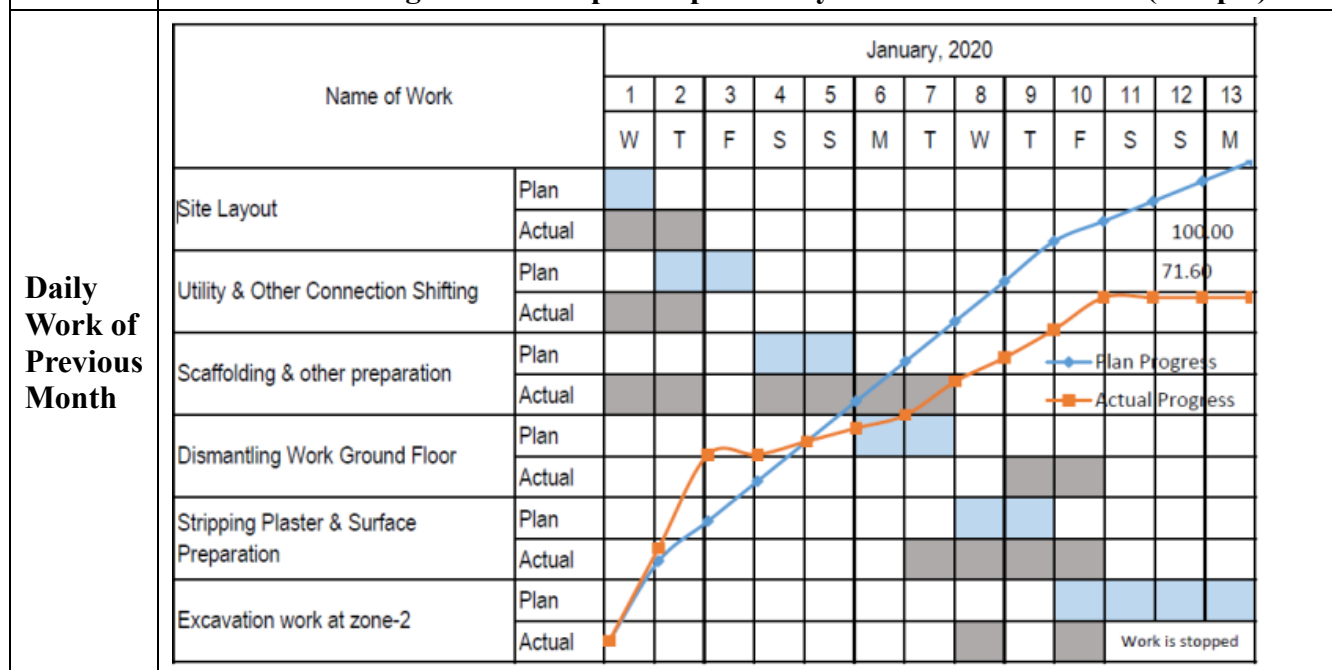 January, 2020
Name of Work
1 2 3 4 5 6 7 8 9 10 11 12 13
W T F S S M T W T F S S M
Site Layout
Plan
Actual
100.00
Utility & Other Connection Shifting
Plan
71.60
Actual
Scaffolding & other preparation
Plan
Plan Progress
Actual
Actual Progress
Dismantling Work Ground Floor
Plan
Actual
Stripping Plaster & Surface
Preparation
Plan
Actual
Excavation work at zone-2
Plan
Actual
Work is stopped
Daily
Work of
Previous
Month